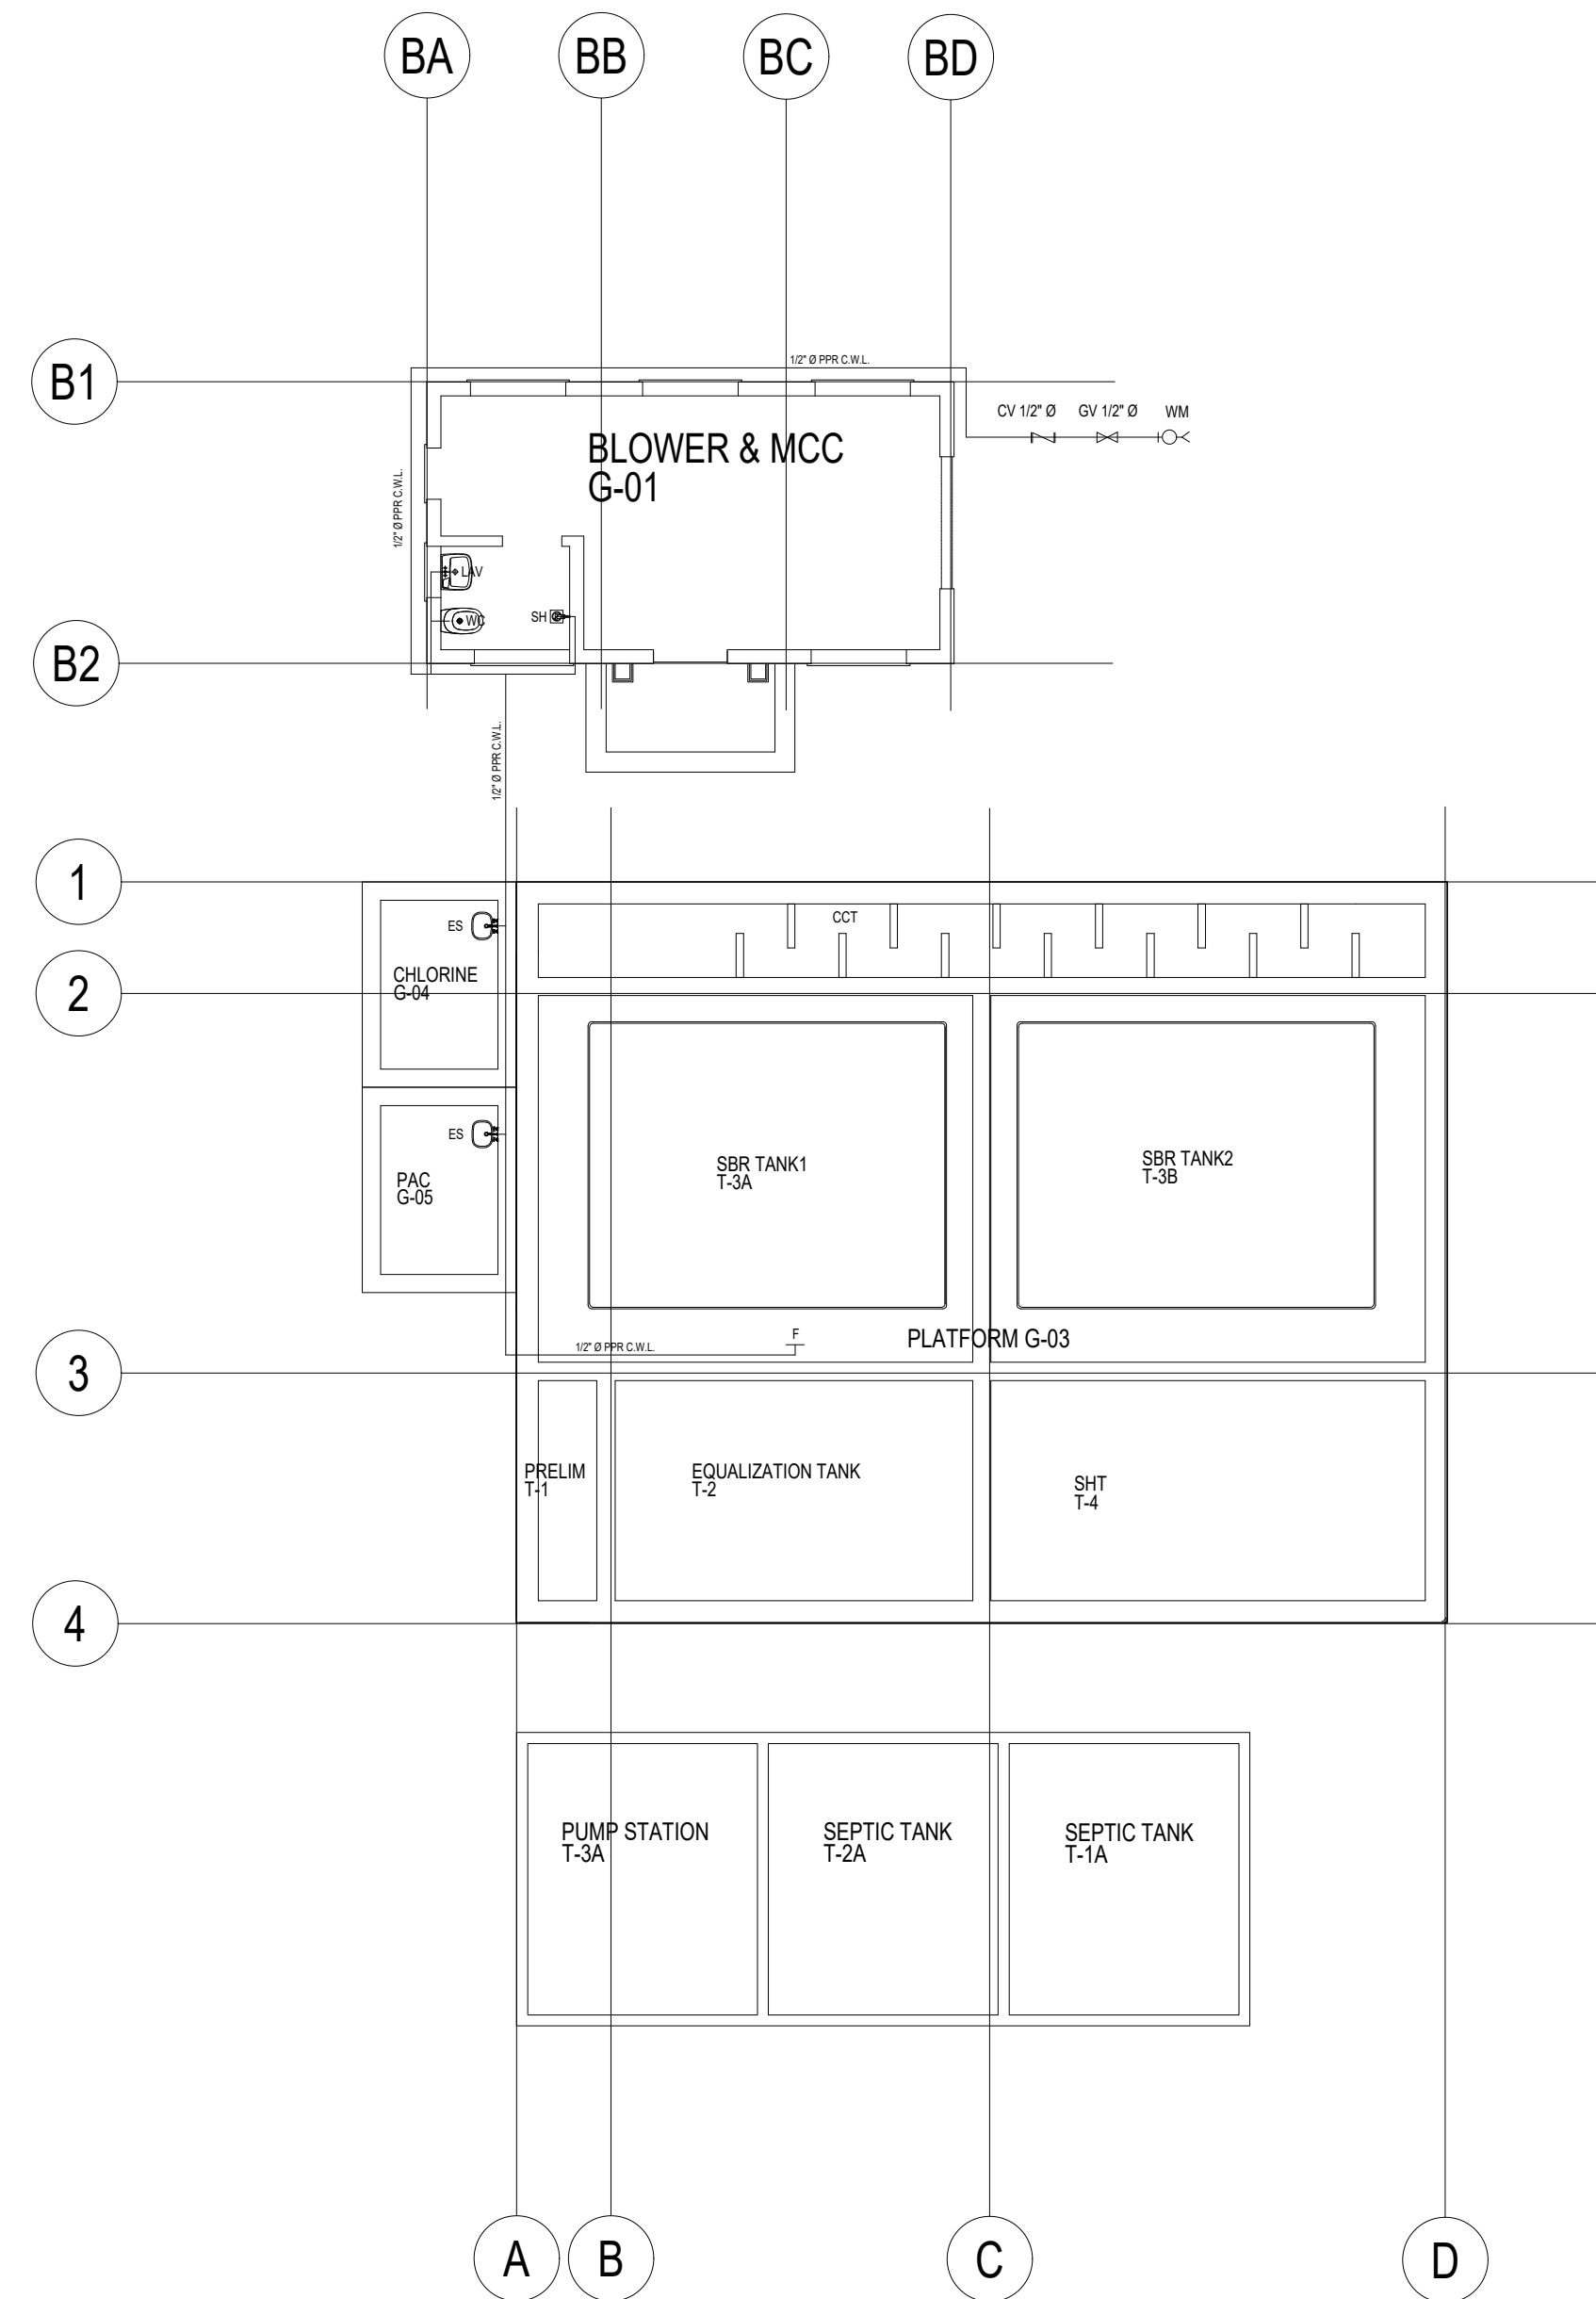 BA
BB
BC
BD
1/2" Ø PPR C.W.L.
B1
CV 1/2" Ø
GV 1/2" Ø
WM
BLOWER & MCC
G-01
1/2" Ø PPR C.W.L.
LAV
WC
SH
B2
1/2" Ø PPR C.W.L.
1
ES
CCT
CHLORINE
G-04
2
ES
PAC
G-05
SBR TANK1
T-3A
SBR TANK2
T-3B
F
1/2" Ø PPR C.W.L.
PLATFORM G-03
3
PRELIM
T-1
EQUALIZATION TANK
T-2
SHT
T-4
4
PUMP STATION
T-3A
SEPTIC TANK
T-2A
SEPTIC TANK
T-1A
A
B
C
D